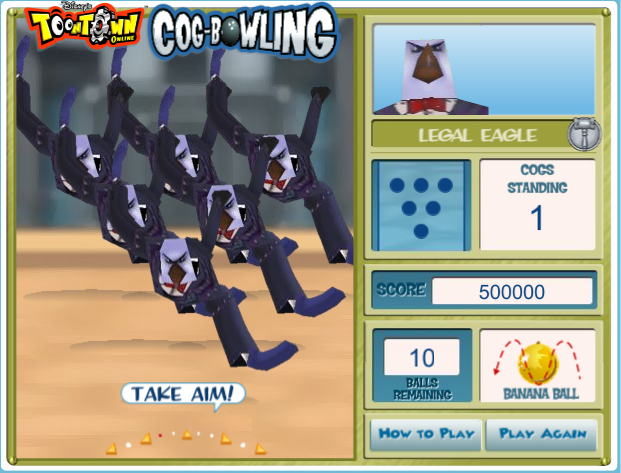 Disney's
TOONTOWN
ONLINE
COG-BOWLING
LEGAL EAGLE
COGS
STANDING
1
SCORE 500000
10
BALLS
REMAINING
BANANA BALL
TAKE AIM!
HOW TO PLAY
PLAY AGAIN